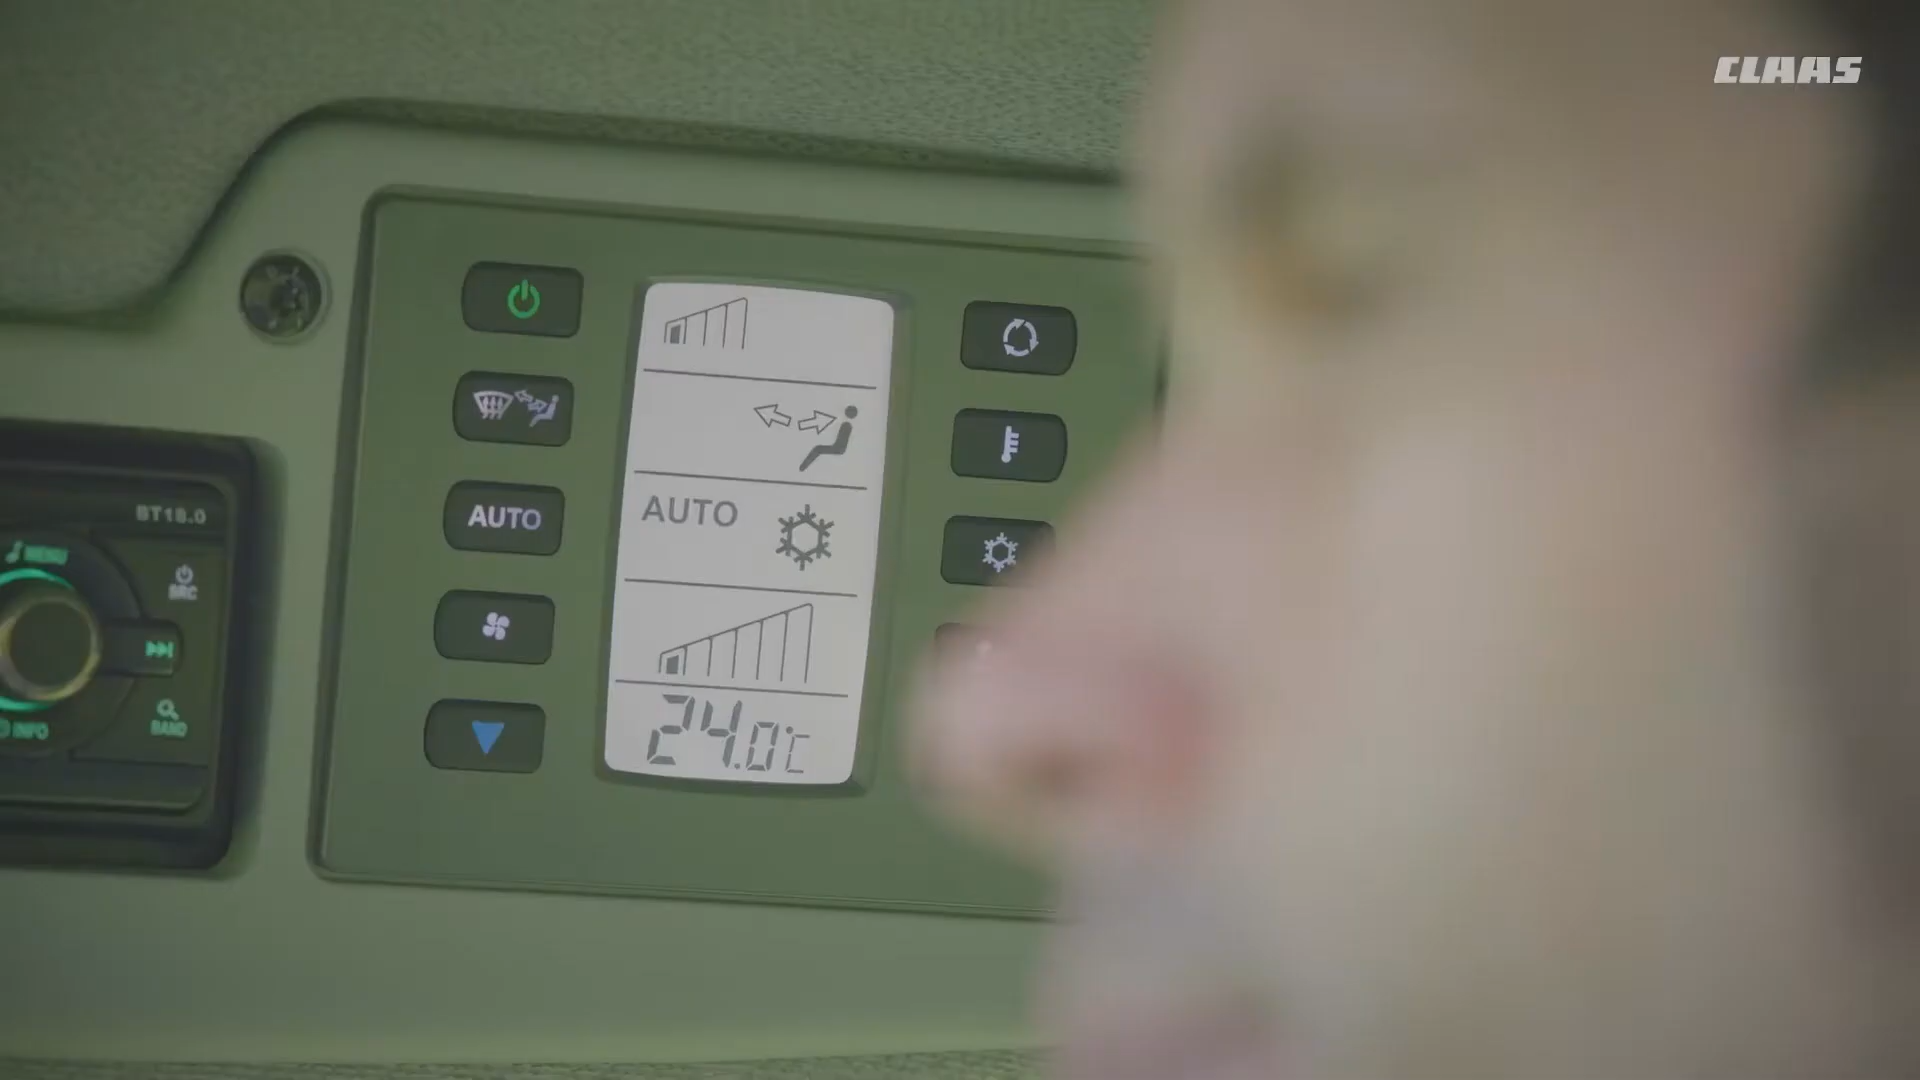 CLAAS
BT18.0
MENU
SRC
INFO
BAND
AUTO
AUTO
24.0°C